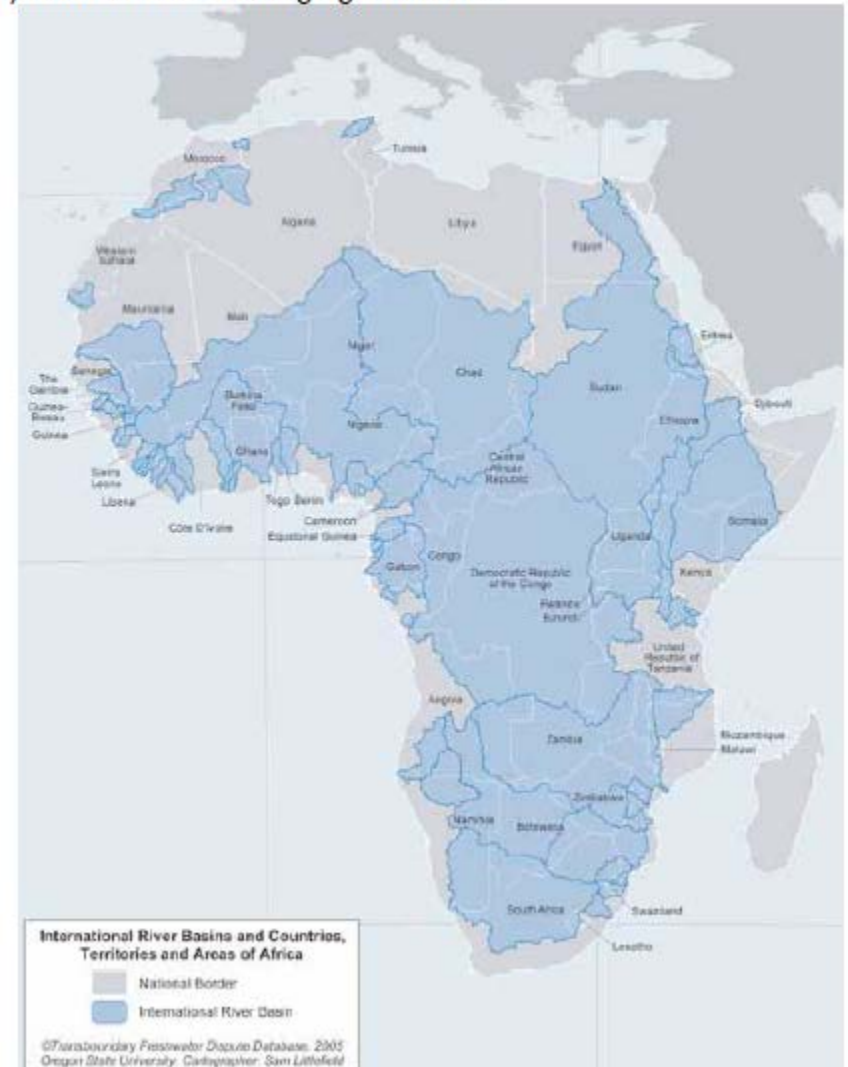 Tunisia
Morocco
Algeria
Libya
Egypt
Western
Sahara
Mauritania
Mali
Niger
Chad
Sudan
Eritrea
Djibouti
Senegal
The
Gambia
Guinea-
Bissau
Guinea
Burkina
Faso
Nigeria
Ethiopia
Ghana
Central
African
Republic
Sierra
Leone
Liberia
Togo Benin
Côte D'Ivoire
Cameroon
Equatorial Guinea
Somalia
Uganda
Gabon
Congo
Democratic Republic
of the Congo
Kenya
Rwanda
Burundi
United
Republic of
Tanzania
Angola
Zambia
Mozambique
Malawi
Zimbabwe
Namibia
Botswana
South Africa
Swaziland
Lesotho
International River Basins and Countries,
Territories and Areas of Africa
National Border
International River Basin
©Transboundary Freshwater Dispute Database, 2005
Oregon State University. Cartographer: Sam Littlefield